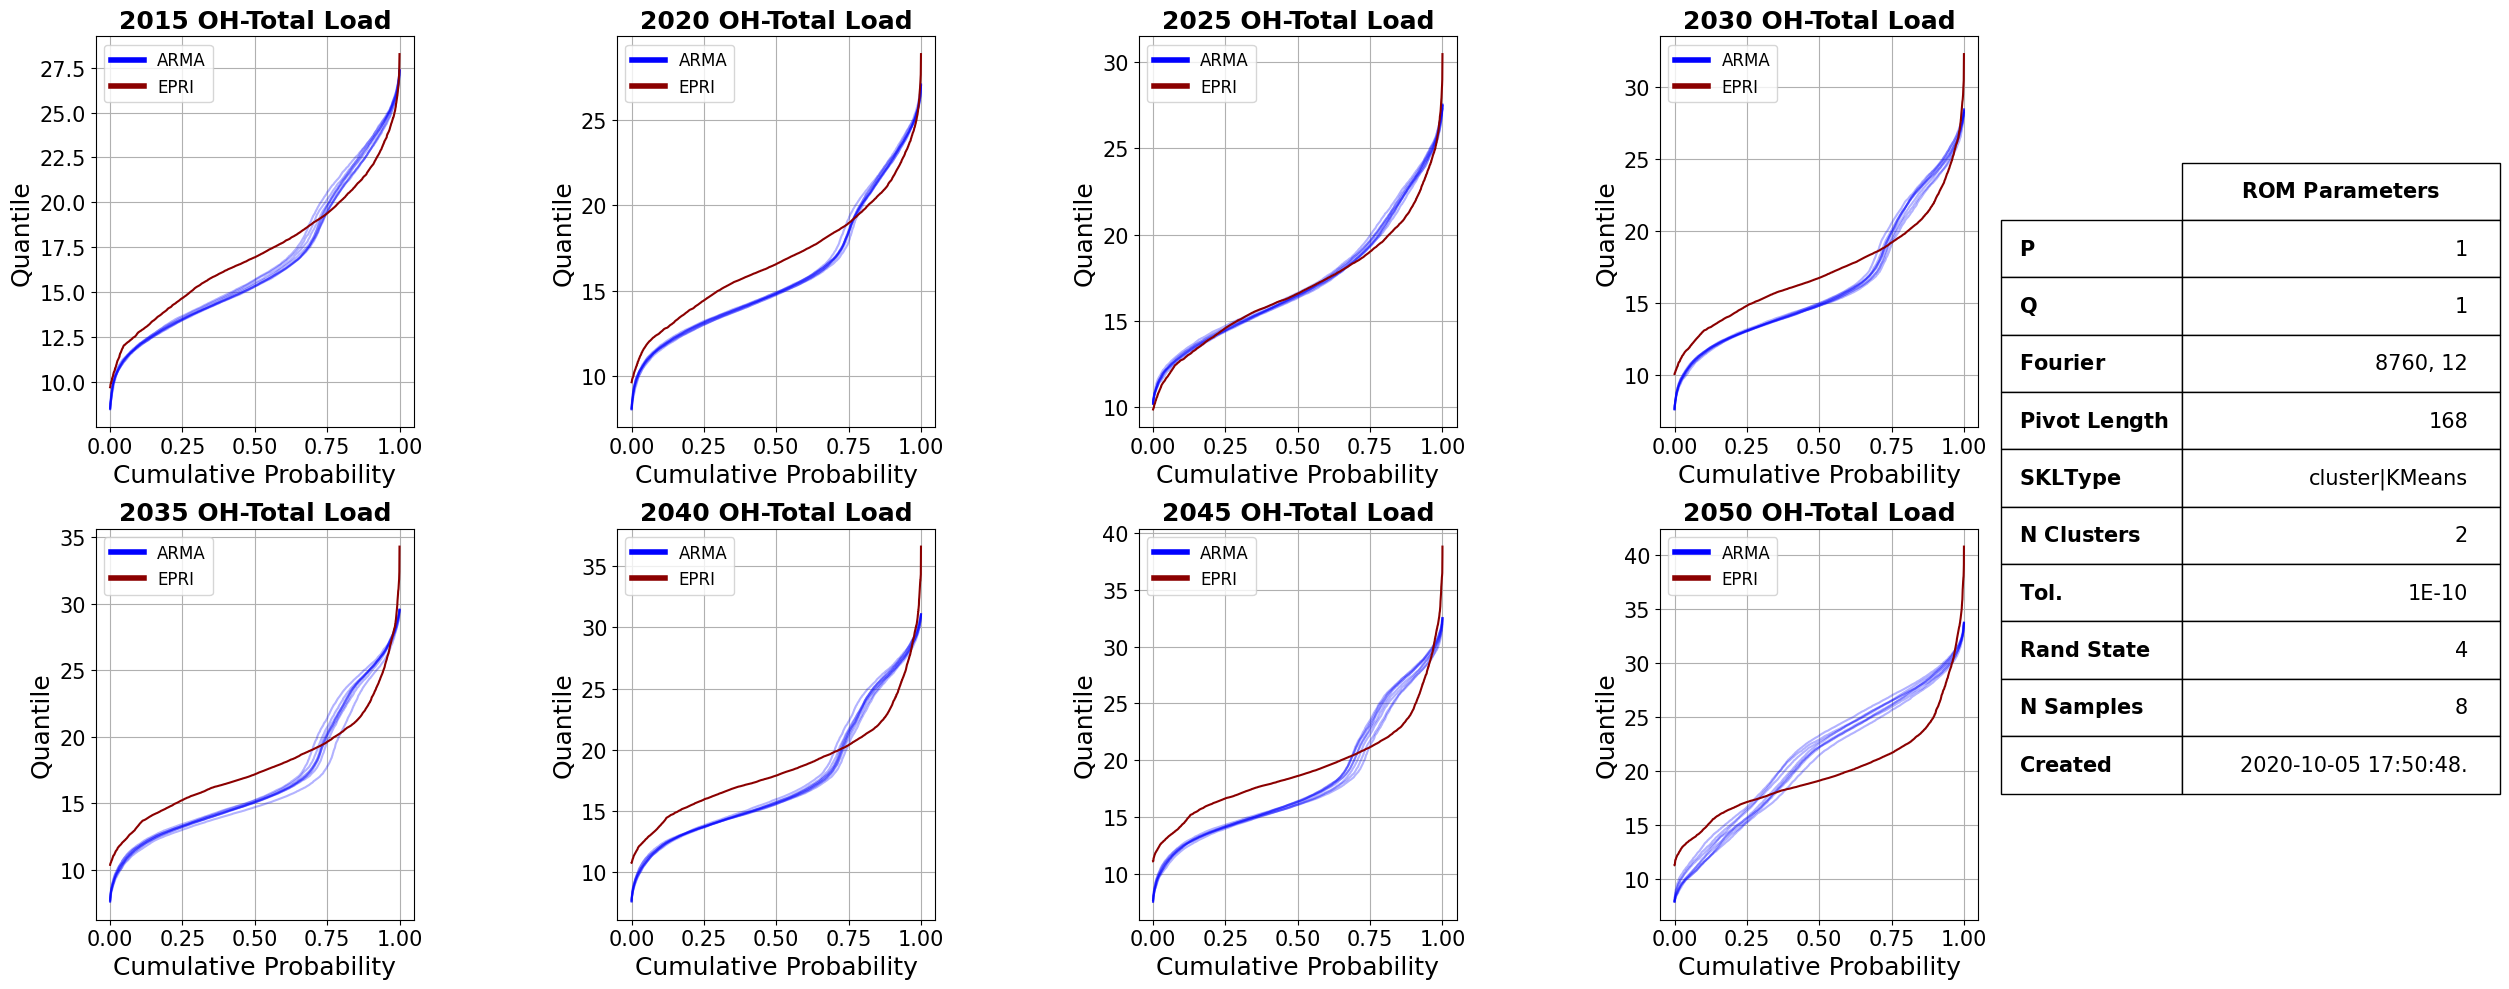 2015 OH-Total Load
ARMA
EPRI
27.5
25.0
22.5
20.0
17.5
15.0
12.5
10.0
Quantile
0.00 0.25 0.50 0.75 1.00
Cumulative Probability
2020 OH-Total Load
ARMA
EPRI
25
20
15
10
Quantile
0.00 0.25 0.50 0.75 1.00
Cumulative Probability
2025 OH-Total Load
ARMA
EPRI
30
25
20
15
10
Quantile
0.00 0.25 0.50 0.75 1.00
Cumulative Probability
2030 OH-Total Load
ARMA
EPRI
30
25
20
15
10
Quantile
0.00 0.25 0.50 0.75 1.00
Cumulative Probability
2035 OH-Total Load
ARMA
EPRI
35
30
25
20
15
10
Quantile
0.00 0.25 0.50 0.75 1.00
Cumulative Probability
2040 OH-Total Load
ARMA
EPRI
35
30
25
20
15
10
Quantile
0.00 0.25 0.50 0.75 1.00
Cumulative Probability
2045 OH-Total Load
ARMA
EPRI
40
35
30
25
20
15
10
Quantile
0.00 0.25 0.50 0.75 1.00
Cumulative Probability
2050 OH-Total Load
ARMA
EPRI
40
35
30
25
20
15
10
Quantile
0.00 0.25 0.50 0.75 1.00
Cumulative Probability
ROM Parameters
P 1
Q 1
Fourier 8760, 12
Pivot Length 168
SKLType cluster|KMeans
N Clusters 2
Tol. 1E-10
Rand State 4
N Samples 8
Created 2020-10-05 17:50:48.